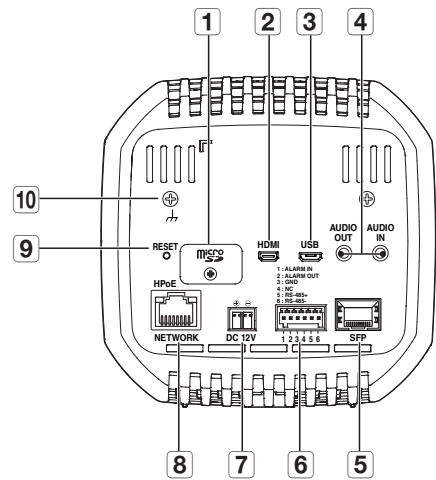 1
2
3
4
10
9
RESET
micro
SD
HDMI
USB
AUDIO
OUT
AUDIO
IN
HPoE
1 : ALARM IN
2 : ALARM OUT
3 : GND
4 : NC
5 : RS-485+
6 : RS-485-
NETWORK
DC 12V
1 2 3 4 5 6
SFP
8
7
6
5